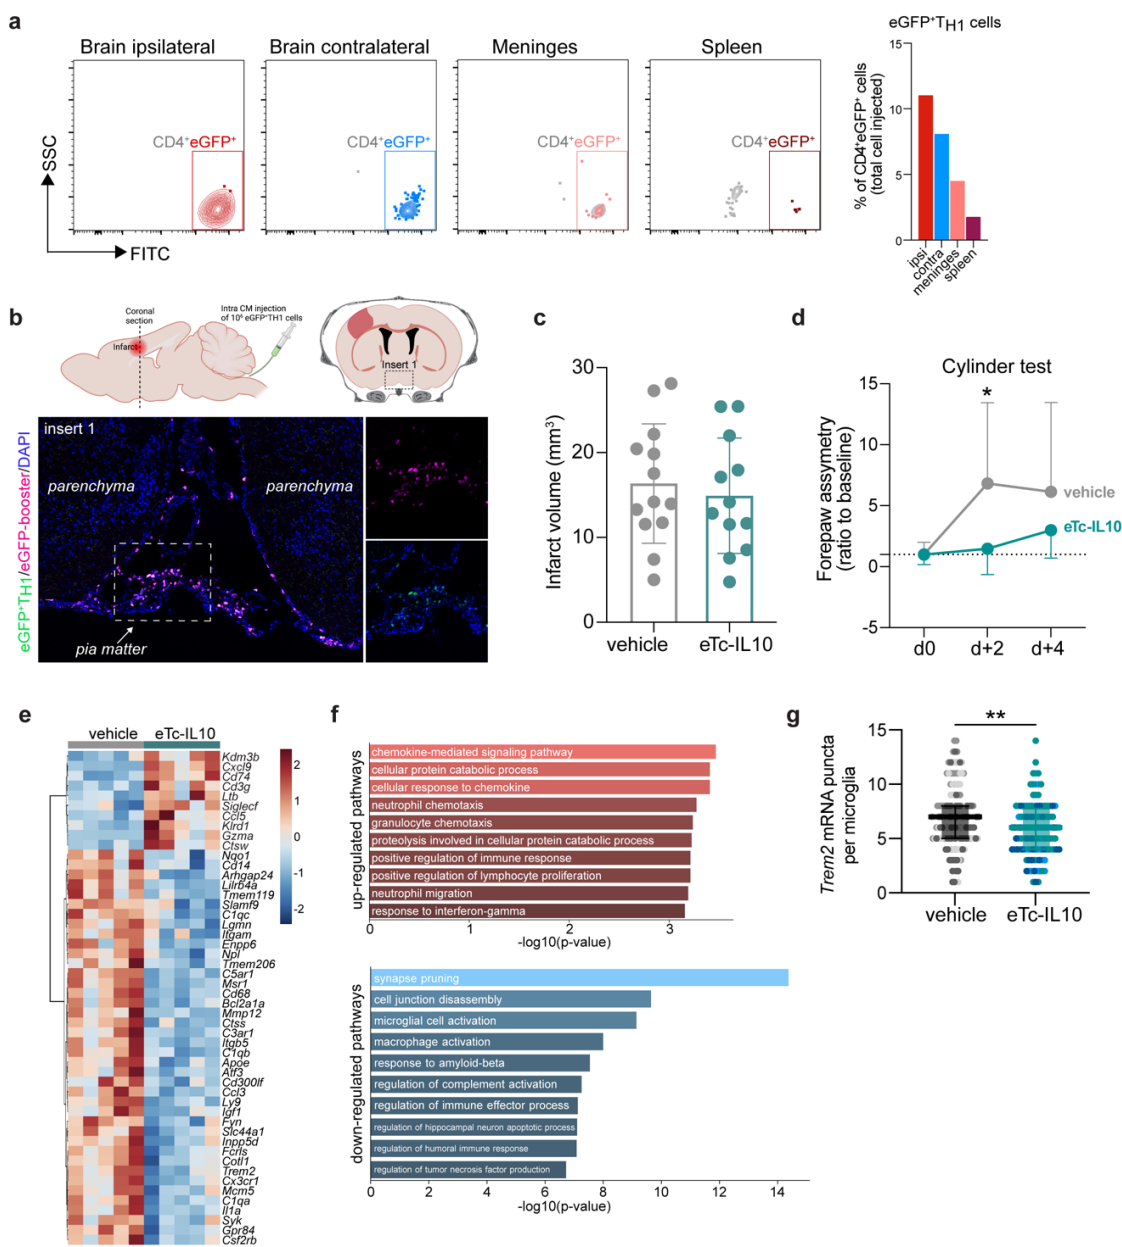 a
Brain ipsilateral
Brain contralateral
Meninges
Spleen
CD4+eGFP+
CD4+eGFP+
CD4+eGFP+
CD4+eGFP+
SSC
FITC
eGFP+TH1 cells
% of CD4+eGFP+ cells
(total cell injected)
15
10
5
0
ipsi
contra
meninges
spleen
b
Coronal
section
Infarct
Intra CM injection
of 10⁶ eGFP+TH1 cells
Insert 1
eGFP+TH1/eGFP-booster/DAPI
insert 1
parenchyma
parenchyma
pia matter
c
Infarct volume (mm³)
30
20
10
0
vehicle
eTc-IL10
d
Cylinder test
Forepaw assymetry
(ratio to baseline)
15
10
5
0
-5
*
vehicle
eTc-IL10
d0
d+2
d+4
e
vehicle
eTc-IL10
Kdm3b
Cxcl9
Cd74
Cd3g
Ltb
Siglecf
Ccl5
Klrd1
Gzma
Ctsw
Nqo1
Cd14
Arhgap24
Lilrb4a
Tmem119
Slamf9
C1qc
Lgmn
Itgam
Enpp6
Npl
Tmem206
C5ar1
Msr1
Cd68
Bcl2a1a
Mmp12
Ctss
C3ar1
Itgb5
C1qb
Apoe
Atf3
Cd300lf
Ccl3
Ly9
Igf1
Fyn
Slc44a1
Inpp5d
Fcrls
Cotl1
Trem2
Cx3cr1
Mcm5
C1qa
Il1a
Syk
Gpr84
Csf2rb
2
1
0
-1
-2
f
up-regulated pathways
chemokine-mediated signaling pathway
cellular protein catabolic process
cellular response to chemokine
neutrophil chemotaxis
granulocyte chemotaxis
proteolysis involved in cellular protein catabolic process
positive regulation of immune response
positive regulation of lymphocyte proliferation
neutrophil migration
response to interferon-gamma
0 1 2 3
-log10(p-value)
down-regulated pathways
synapse pruning
cell junction disassembly
microglial cell activation
macrophage activation
response to amyloid-beta
regulation of complement activation
regulation of immune effector process
regulation of hippocampal neuron apoptotic process
regulation of humoral immune response
regulation of tumor necrosis factor production
0 2 4 6 8 10 12 14
-log10(p-value)
g
Trem2 mRNA puncta
per microglia
15
10
5
0
**
vehicle
eTc-IL10